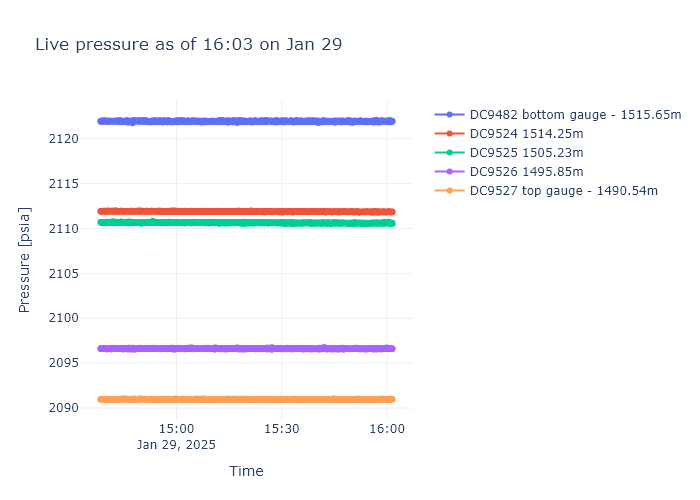 Live pressure as of 16:03 on Jan 29
DC9482 bottom gauge - 1515.65m
DC9524 1514.25m
DC9525 1505.23m
DC9526 1495.85m
DC9527 top gauge - 1490.54m
Pressure [psia]
2120
2115
2110
2105
2100
2095
2090
15:00
Jan 29, 2025
15:30
16:00
Time